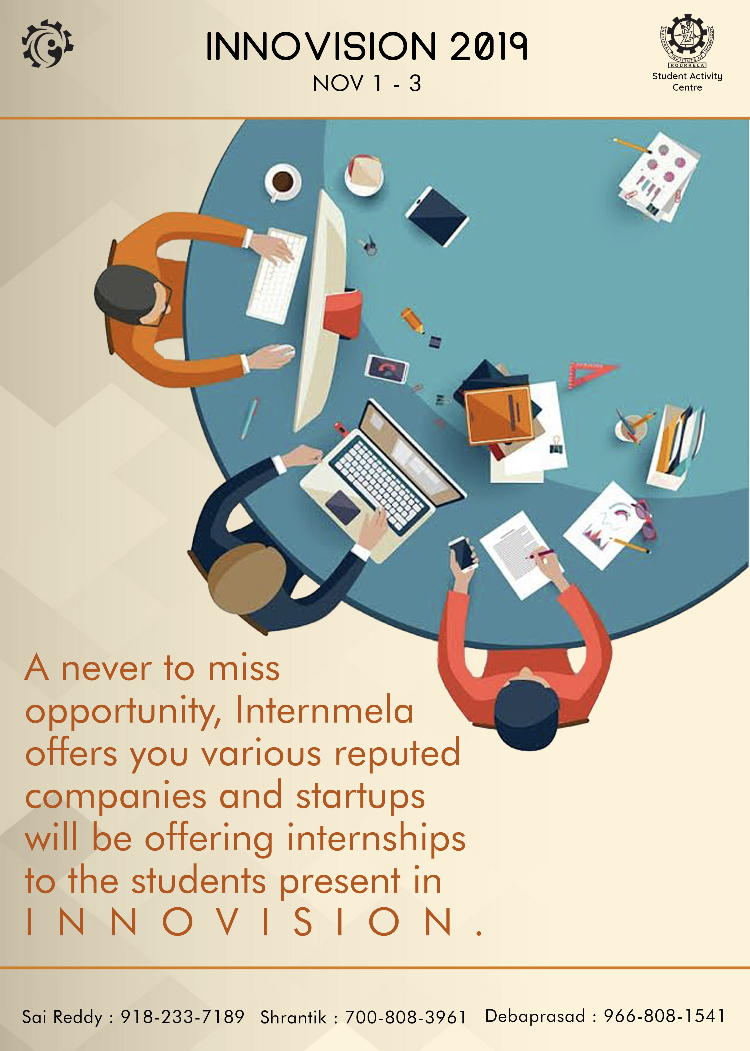 INNOVISION 2019
NOV 1 - 3
ROURKELA
Student Activity
Centre
A never to miss
opportunity, Internmela
offers you various reputed
companies and startups
will be offering internships
to the students present in
INNOVISION.
Sai Reddy : 918-233-7189 Shrantik : 700-808-3961 Debaprasad : 966-808-1541